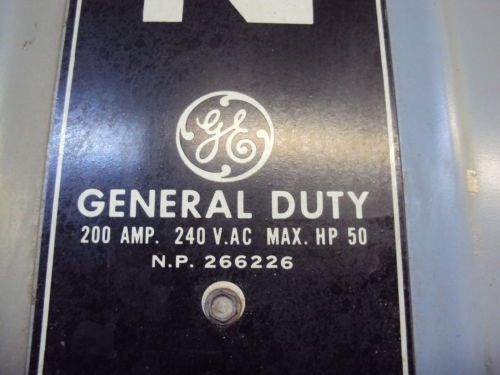 N
GE
GENERAL DUTY
200 AMP. 240 V.AC MAX. HP 50
N.P. 266226